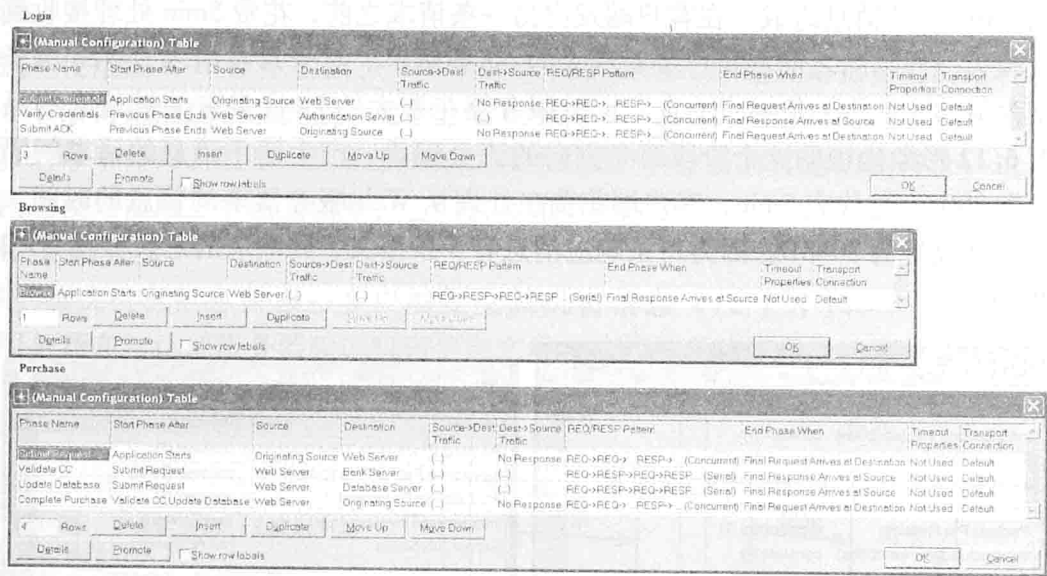 Login
(Manual Configuration) Table
Phase Name Start Phase After Source Destination Source->Dest Traffic Dest->Source Traffic REQ/RESP Pattern End Phase When Timeout Properties Transport Connection
Submit Credentials Application Starts Originating Source Web Server (...) No Response REQ->REQ->... RESP->... (Concurrent) Final Request Arrives at Destination Not Used Default
Verify Credentials Previous Phase Ends Web Server Authentication Server (...) (...) REQ->REQ->... RESP->... (Concurrent) Final Response Arrives at Source Not Used Default
Submit ACK Previous Phase Ends Web Server Originating Source (...) No Response REQ->REQ->... RESP->... (Concurrent) Final Request Arrives at Destination Not Used Default
3 Rows Delete Insert Duplicate Move Up Move Down
Details Promote Show row labels OK Cancel
Browsing
(Manual Configuration) Table
Phase Name Start Phase After Source Destination Source->Dest Traffic Dest->Source Traffic REQ/RESP Pattern End Phase When Timeout Properties Transport Connection
Browse Application Starts Originating Source Web Server (...) (...) REQ->RESP->REQ->RESP... (Serial) Final Response Arrives at Source Not Used Default
1 Rows Delete Insert Duplicate Move Up Move Down
Details Promote Show row labels OK Cancel
Purchase
(Manual Configuration) Table
Phase Name Start Phase After Source Destination Source->Dest Traffic Dest->Source Traffic REQ/RESP Pattern End Phase When Timeout Properties Transport Connection
Submit Request Application Starts Originating Source Web Server (...) No Response REQ->REQ->... RESP->... (Concurrent) Final Request Arrives at Destination Not Used Default
Validate CC Submit Request Web Server Bank Server (...) (...) REQ->RESP->REQ->RESP... (Serial) Final Response Arrives at Source Not Used Default
Update Database Submit Request Web Server Database Server (...) (...) REQ->RESP->REQ->RESP... (Serial) Final Response Arrives at Source Not Used Default
Complete Purchase Validate CC,Update Database Web Server Originating Source (...) No Response REQ->REQ->... RESP->... (Concurrent) Final Request Arrives at Destination Not Used Default
4 Rows Delete Insert Duplicate Move Up Move Down
Details Promote Show row labels OK Cancel